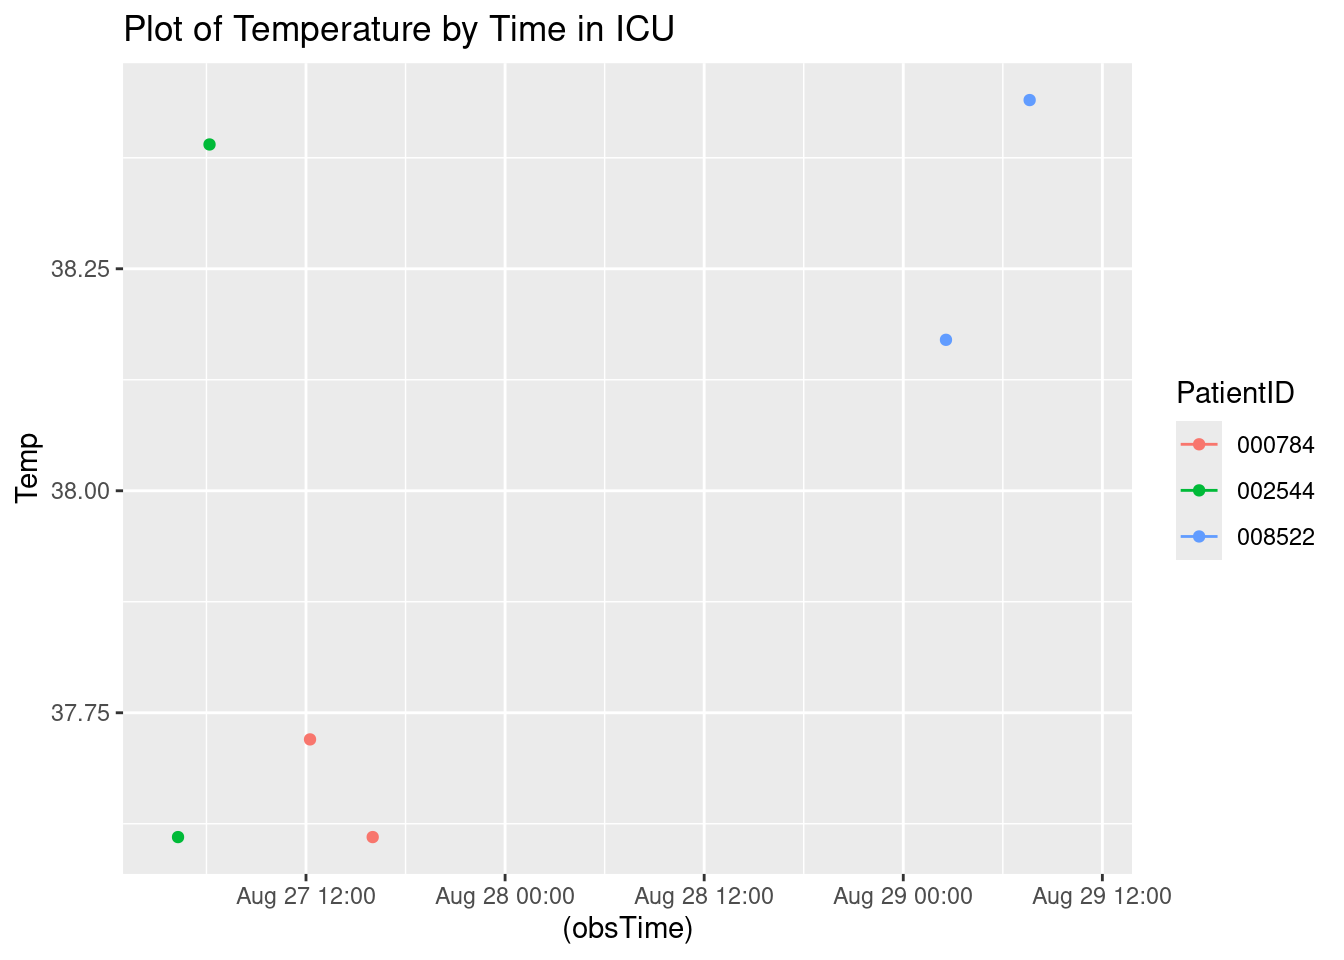 Plot of Temperature by Time in ICU
38.25
38.00
37.75
Temp
Aug 27 12:00
Aug 28 00:00
Aug 28 12:00
Aug 29 00:00
Aug 29 12:00
(obsTime)
PatientID
000784
002544
008522